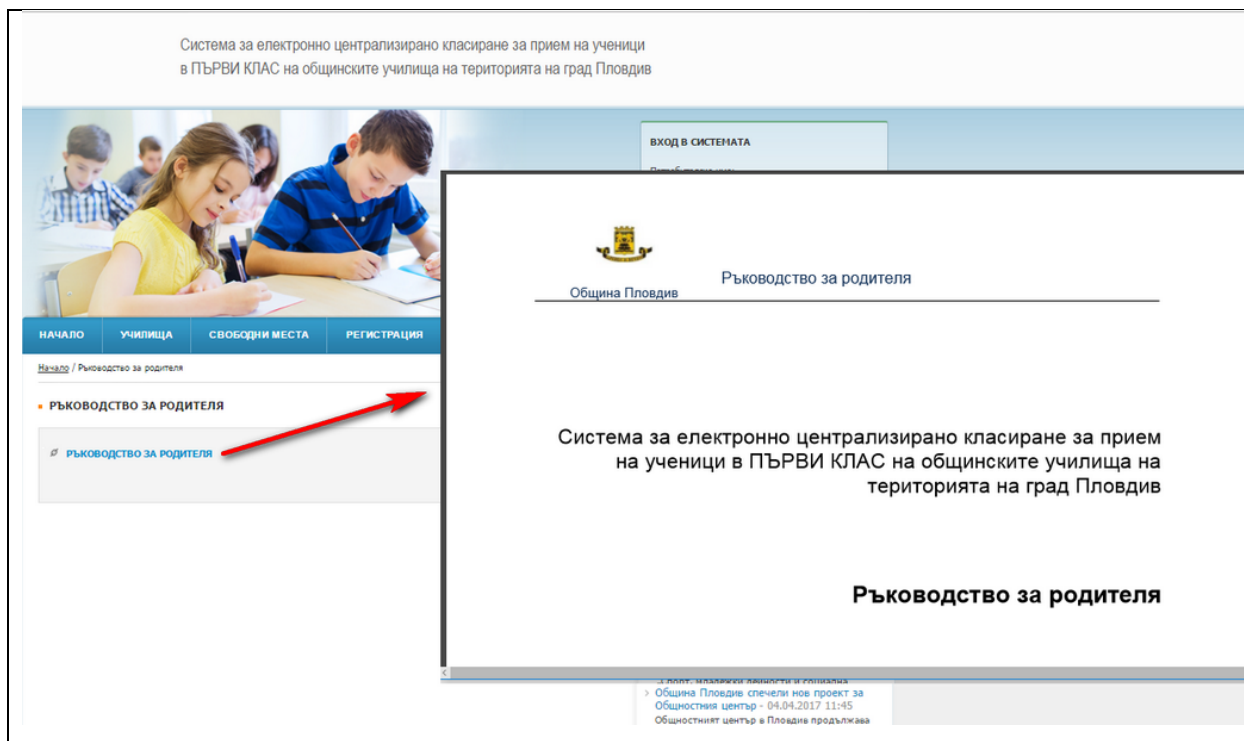 Система за електронно централизирано класиране за прием на ученици
в ПЪРВИ КЛАС на общинските училища на територията на град Пловдив
ВХОД В СИСТЕМАТА
НАЧАЛО УЧИЛИЩА СВОБОДНИ МЕСТА РЕГИСТРАЦИЯ
Начало / Ръководство за родителя
РЪКОВОДСТВО ЗА РОДИТЕЛЯ
РЪКОВОДСТВО ЗА РОДИТЕЛЯ
Ръководство за родителя
Община Пловдив
Система за електронно централизирано класиране за прием
на ученици в ПЪРВИ КЛАС на общинските училища на
територията на град Пловдив
Ръководство за родителя
Община Пловдив спечели нов проект за
Общностния център - 04.04.2017 11:45
Общностният център в Пловдив продължава